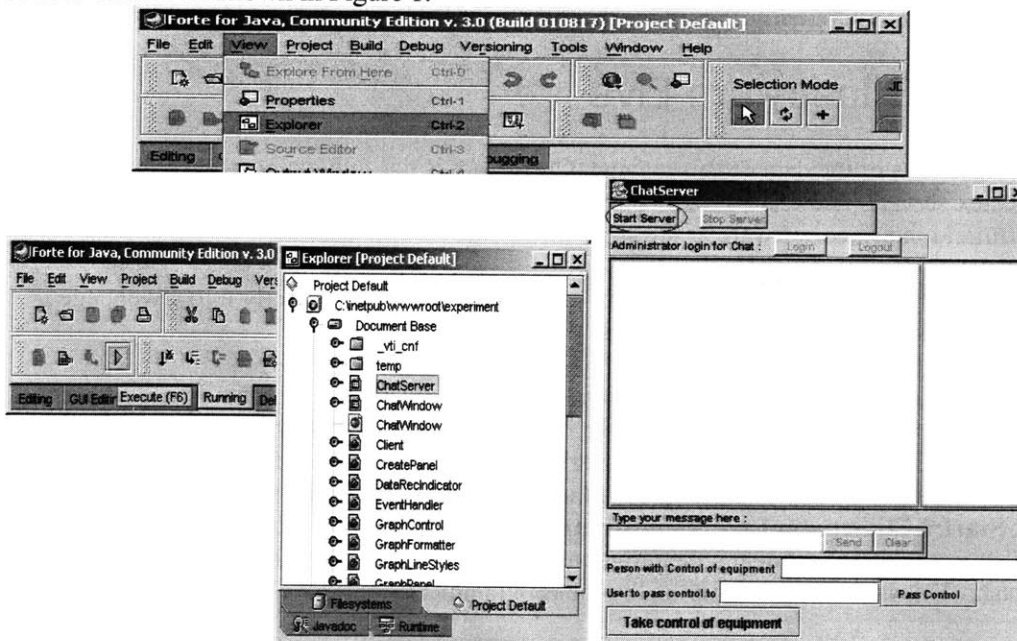 Forte for Java, Community Edition v. 3.0 (Build 010817) [Project Default]
File Edit View Project Build Debug Versioning Tools Window Help
Explore From Here Ctrl-0
Properties Ctrl-1
Explorer Ctrl-2
Source Editor Ctrl-3
Selection Mode
Editing
Forte for Java, Community Edition v. 3.0
File Edit View Project Build Debug
Editing Execute (F6) Running
Explorer [Project Default]
Project Default
C:\Inetpub\wwwroot\experiment
Document Base
_vti_cnf
temp
ChatServer
ChatWindow
ChatWindow
Client
CreatePanel
DataRecIndicator
EventHandler
GraphControl
GraphFormatter
GraphLineStyles
GraphPanel
Filesystems Project Default
Javadoc Runtime
ChatServer
Start Server Stop Server
Administrator login for Chat : Login Logout
Type your message here :
Send Clear
Person with Control of equipment
User to pass control to Pass Control
Take control of equipment